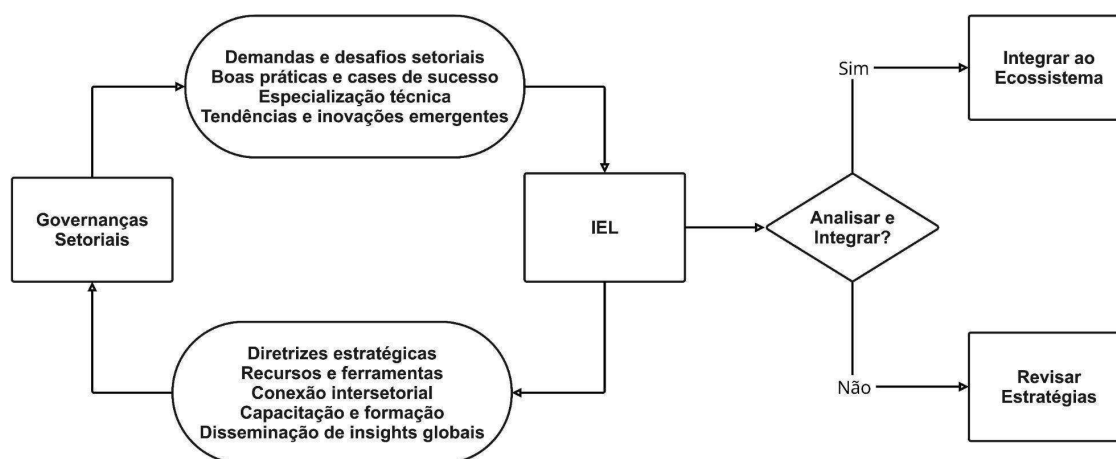 Demandas e desafios setoriais
Boas práticas e cases de sucesso
Especialização técnica
Tendências e inovações emergentes
Governanças
Setoriais
IEL
Diretrizes estratégicas
Recursos e ferramentas
Conexão intersetorial
Capacitação e formação
Disseminação de insights globais
Analisar e
Integrar?
Sim
Integrar ao
Ecossistema
Não
Revisar
Estratégias